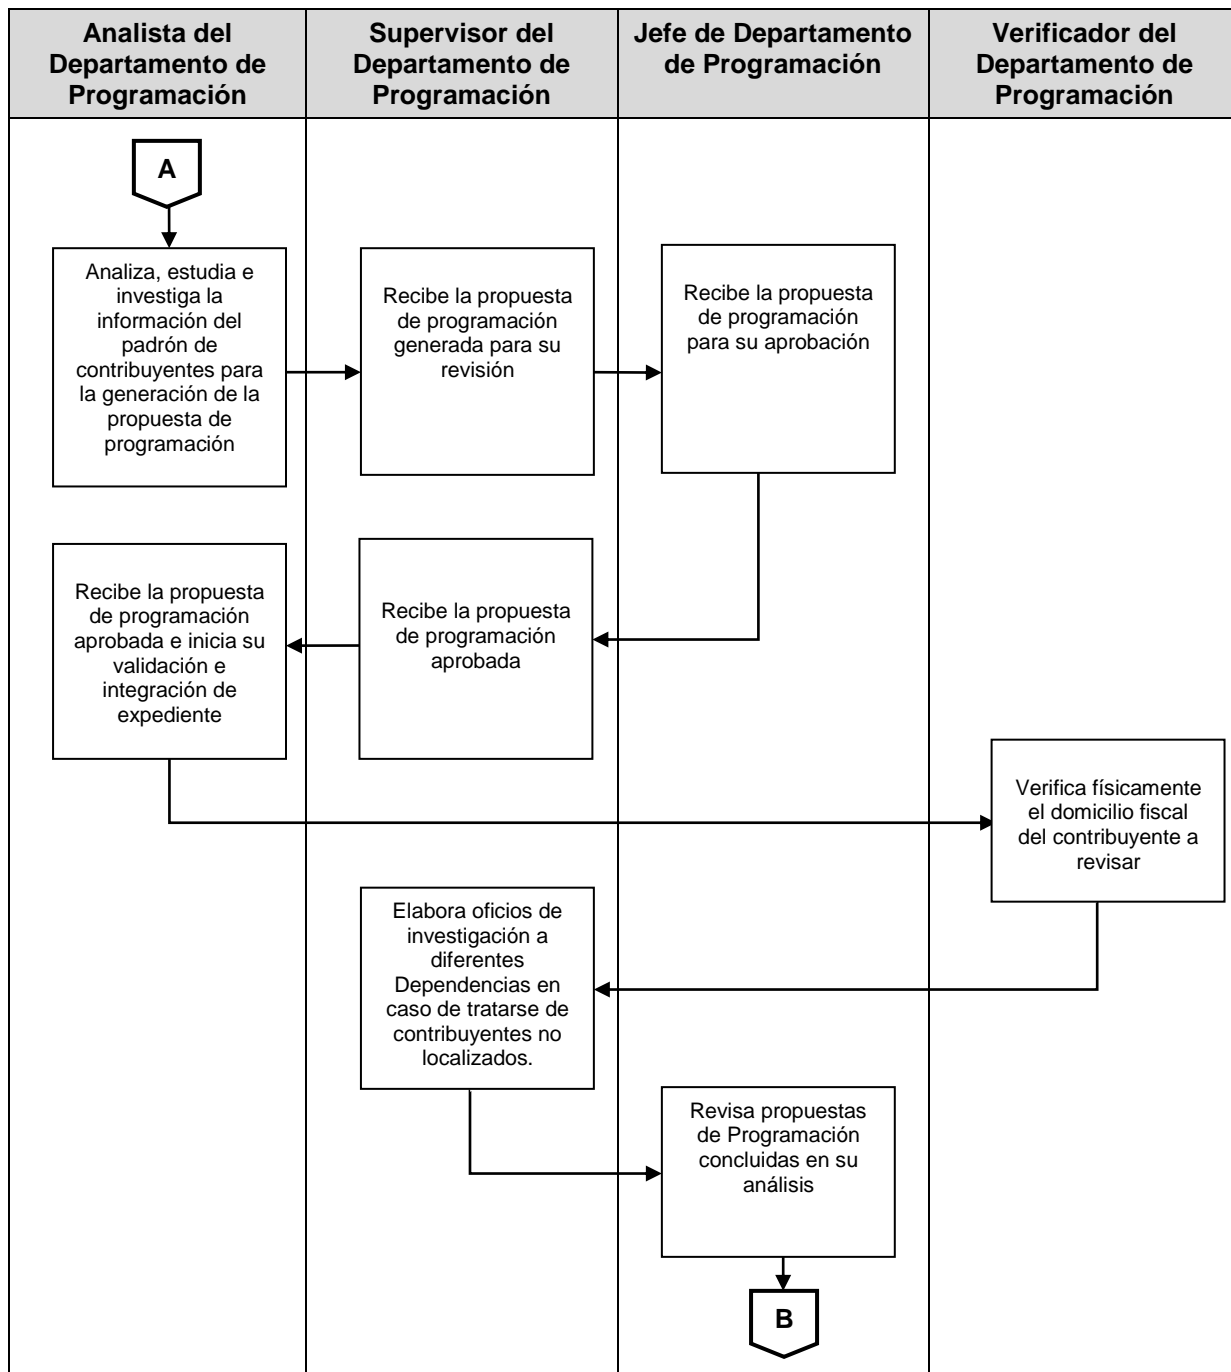 Analista del
Departamento de
Programación
Supervisor del
Departamento de
Programación
Jefe de Departamento
de Programación
Verificador del
Departamento de
Programación
A
Analiza, estudia e
investiga la
información del
padrón de
contribuyentes para
la generación de la
propuesta de
programación
Recibe la propuesta
de programación
generada para su
revisión
Recibe la propuesta
de programación
para su aprobación
Recibe la propuesta
de programación
aprobada e inicia su
validación e
integración de
expediente
Recibe la propuesta
de programación
aprobada
Verifica físicamente
el domicilio fiscal
del contribuyente a
revisar
Elabora oficios de
investigación a
diferentes
Dependencias en
caso de tratarse de
contribuyentes no
localizados.
Revisa propuestas
de Programación
concluidas en su
análisis
B